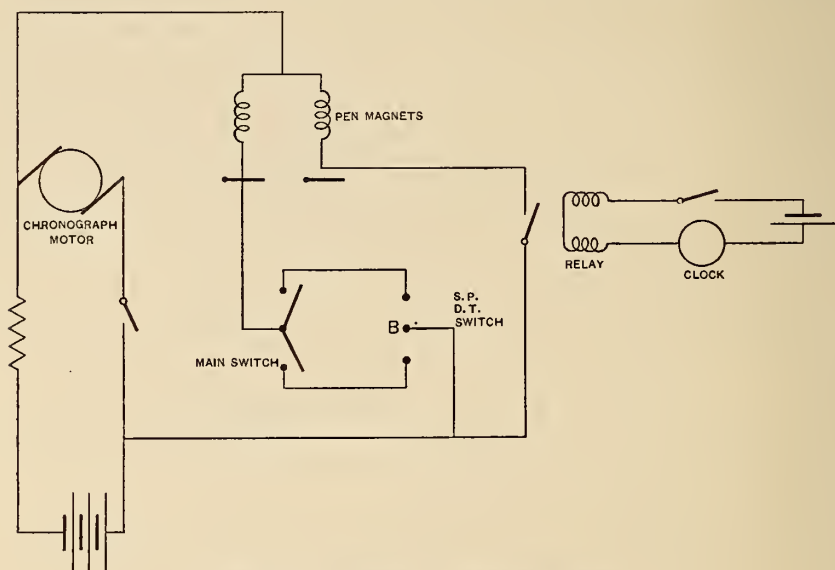 PEN MAGNETS
CHRONOGRAPH
MOTOR
RELAY
CLOCK
S. P.
D. T.
SWITCH
B
MAIN SWITCH